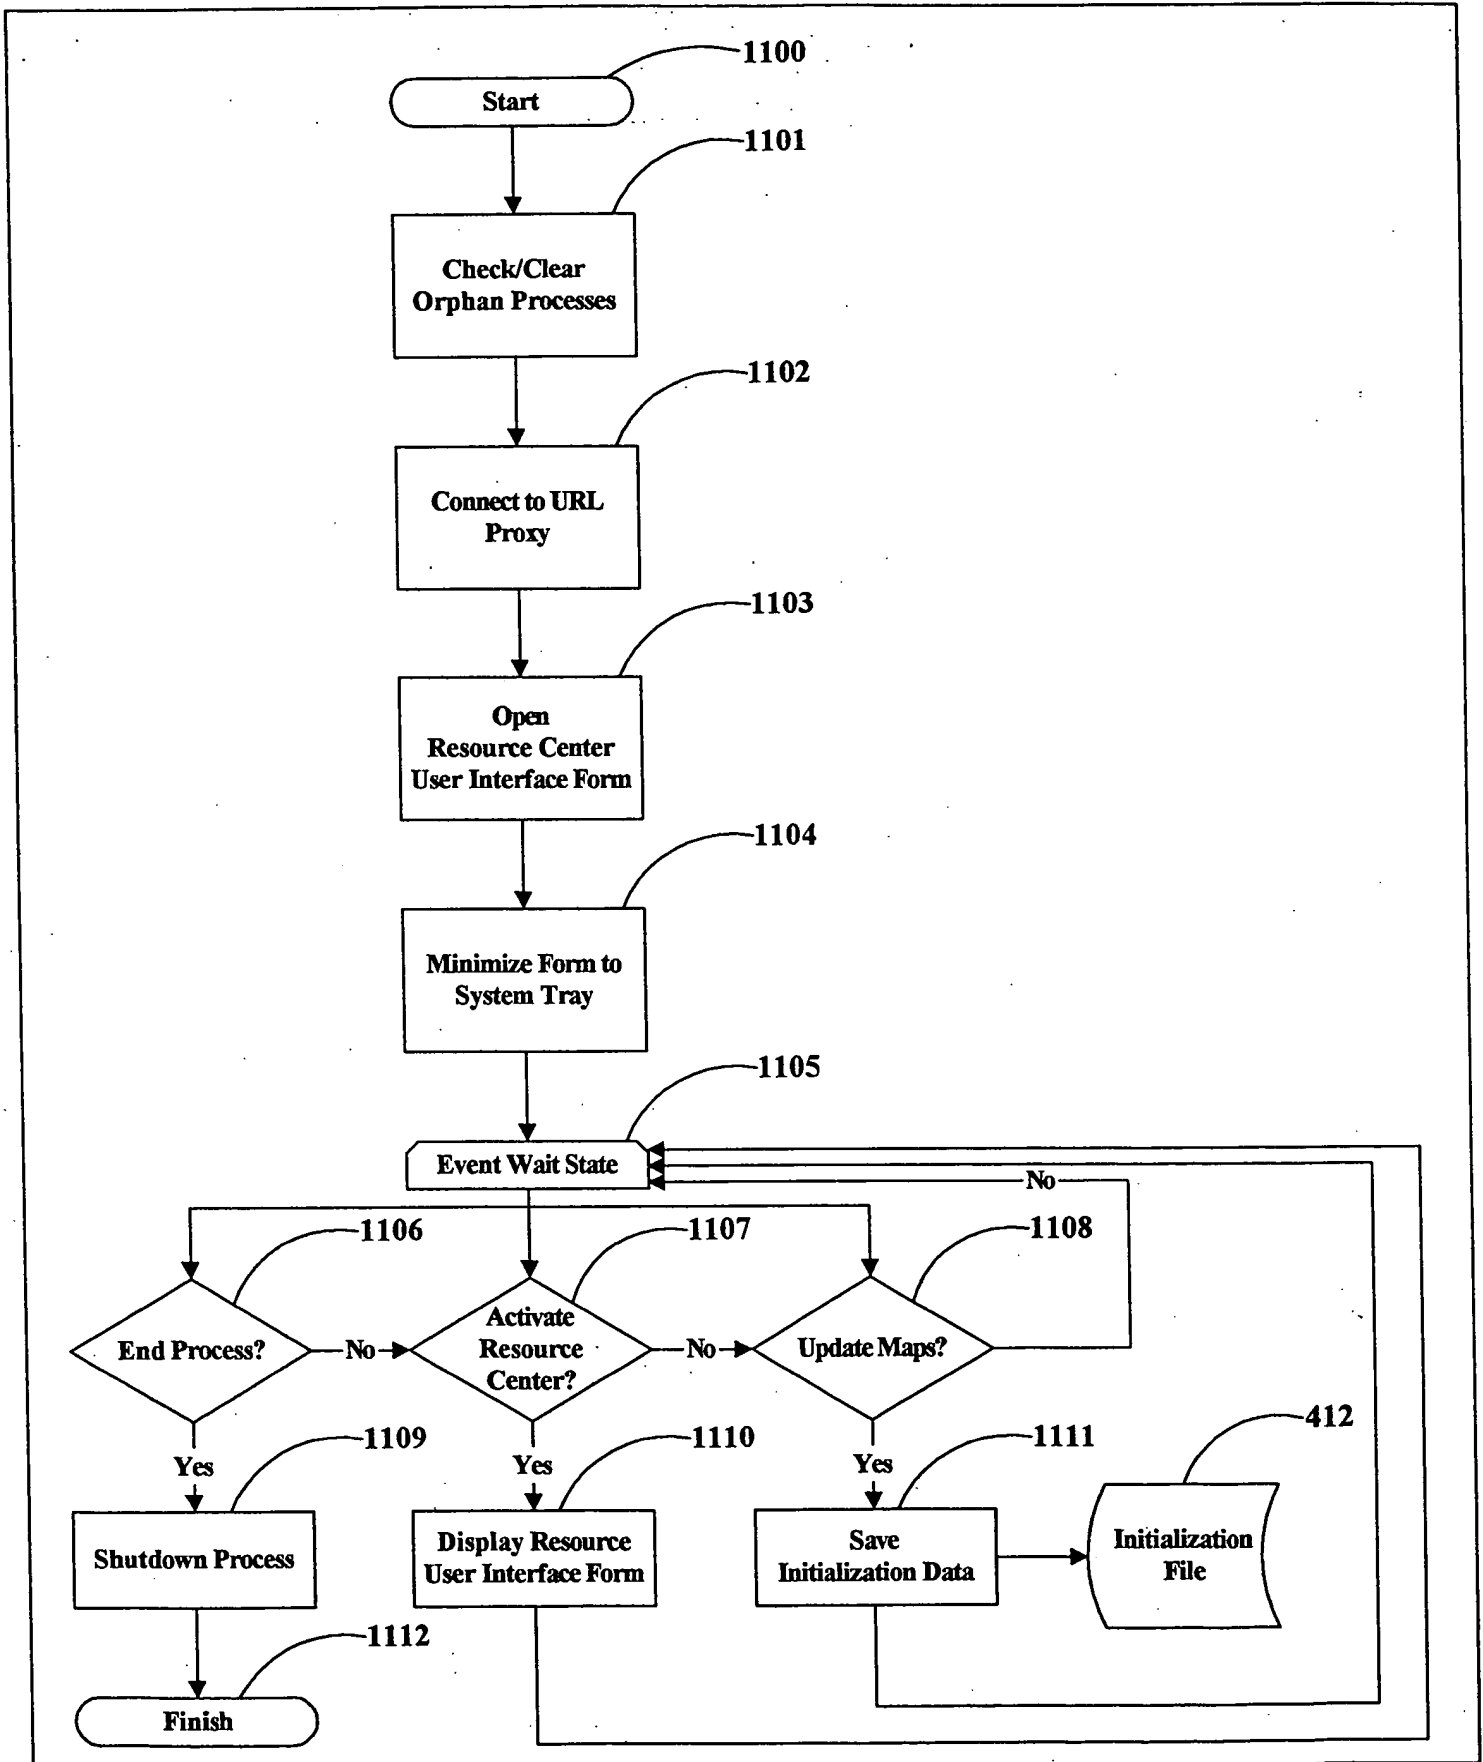 1100
Start
1101
Check/Clear
Orphan Processes
1102
Connect to URL
Proxy
1103
Open
Resource Center
User Interface Form
1104
Minimize Form to
System Tray
1105
Event Wait State
No
1106
1107
1108
End Process?
No
Activate
Resource
Center?
No
Update Maps?
1109
1110
1111
412
Yes
Yes
Yes
Shutdown Process
Display Resource
User Interface Form
Save
Initialization Data
Initialization
File
1112
Finish